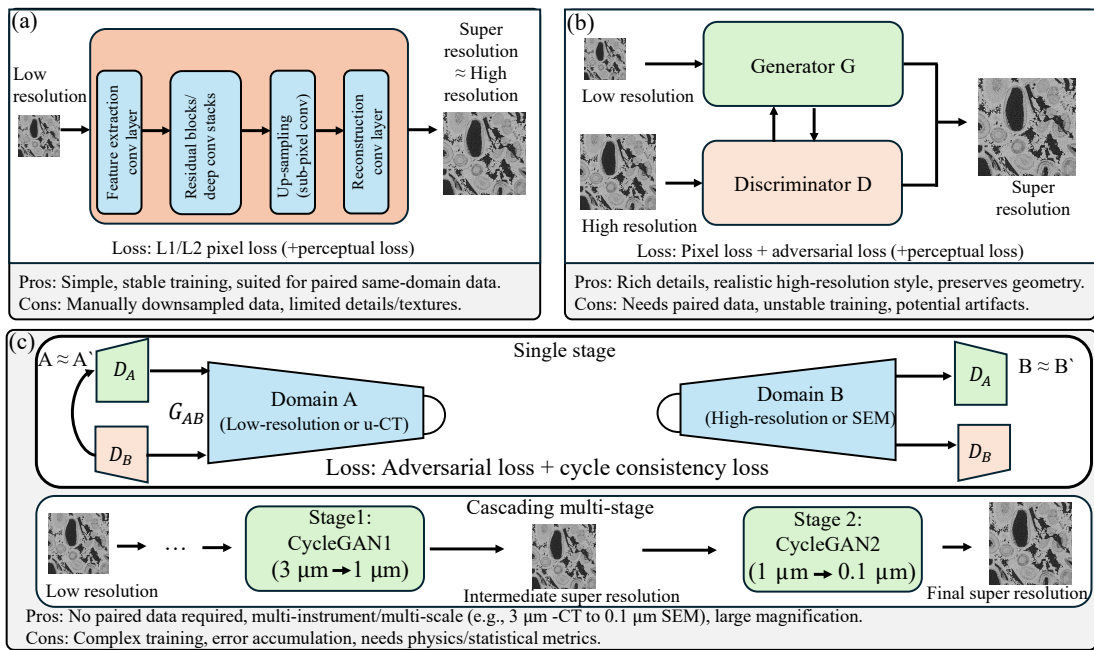 (a)
Low
resolution
Feature extraction
conv layer
Residual blocks/
deep conv stacks
Up-sampling
(sub-pixel conv)
Reconstruction
conv layer
Super
resolution
≈ High
resolution
Loss: L1/L2 pixel loss (+perceptual loss)
Pros: Simple, stable training, suited for paired same-domain data.
Cons: Manually downsampled data, limited details/textures.
(b)
Low resolution
High resolution
Generator G
Discriminator D
Super
resolution
Loss: Pixel loss + adversarial loss (+perceptual loss)
Pros: Rich details, realistic high-resolution style, preserves geometry.
Cons: Needs paired data, unstable training, potential artifacts.
(c)
Single stage
A ≈ A`
D_A
D_B
G_AB
Domain A
(Low-resolution or u-CT)
Domain B
(High-resolution or SEM)
D_A
B ≈ B`
D_B
Loss: Adversarial loss + cycle consistency loss
Cascading multi-stage
Low resolution
...
Stage1:
CycleGAN1
(3 μm → 1 μm)
Intermediate super resolution
Stage 2:
CycleGAN2
(1 μm → 0.1 μm)
Final super resolution
Pros: No paired data required, multi-instrument/multi-scale (e.g., 3 μm -CT to 0.1 μm SEM), large magnification.
Cons: Complex training, error accumulation, needs physics/statistical metrics.